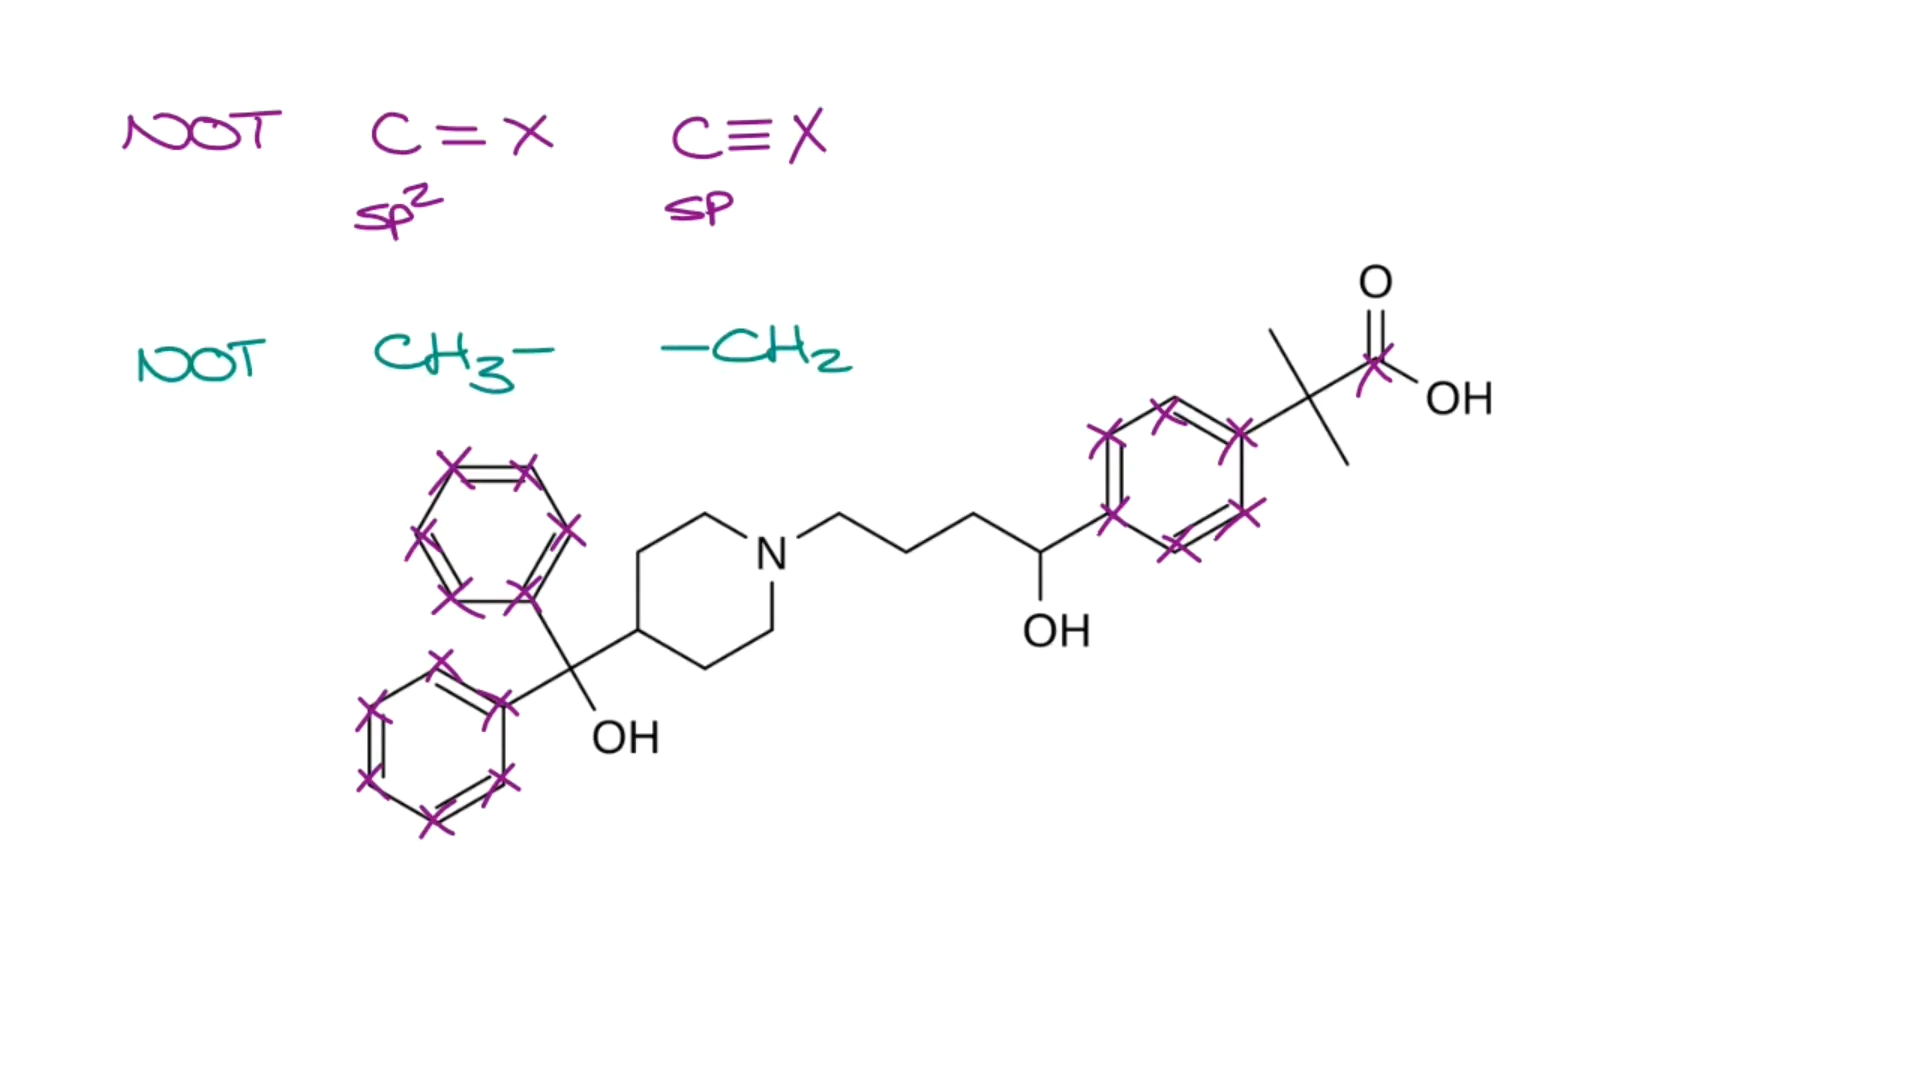 NOT C=X C≡X
sp² sp
NOT CH₃- -CH₂
O
OH
N
OH
OH